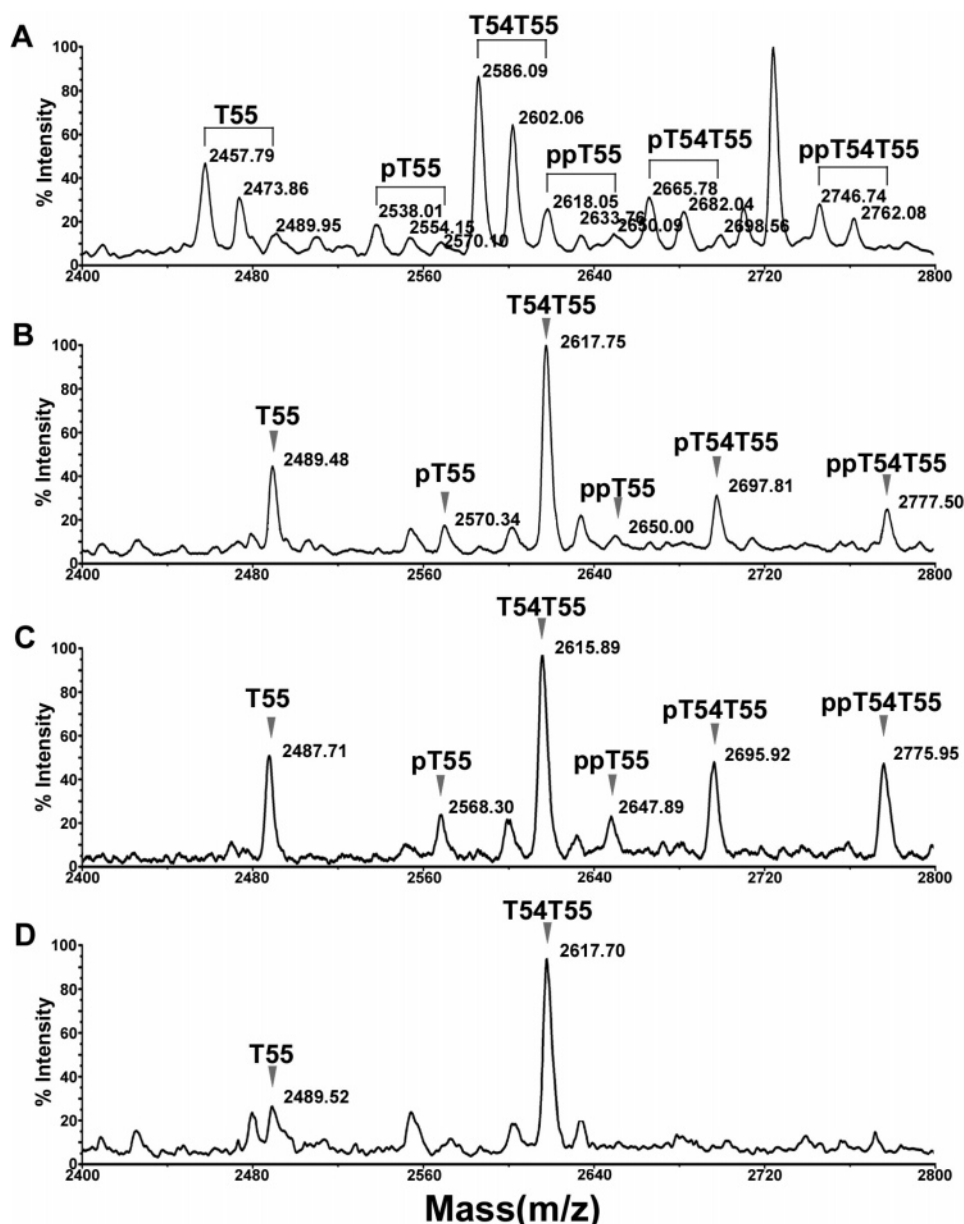 A
% Intensity
100
80
60
40
20
0
T55
2457.79
2473.86
2489.95
pT55
2538.01
2554.15
2570.10
T54T55
2586.09
2602.06
ppT55
2618.05
2633.76
2650.09
pT54T55
2665.78
2682.04
2698.56
ppT54T55
2746.74
2762.08
2400 2480 2560 2640 2720 2800
B
% Intensity
100
80
60
40
20
0
T55
2489.48
pT55
2570.34
T54T55
2617.75
ppT55
2650.00
pT54T55
2697.81
ppT54T55
2777.50
2400 2480 2560 2640 2720 2800
C
% Intensity
100
80
60
40
20
0
T55
2487.71
pT55
2568.30
T54T55
2615.89
ppT55
2647.89
pT54T55
2695.92
ppT54T55
2775.95
2400 2480 2560 2640 2720 2800
D
% Intensity
100
80
60
40
20
0
T55
2489.52
T54T55
2617.70
2400 2480 2560 2640 2720 2800
Mass(m/z)